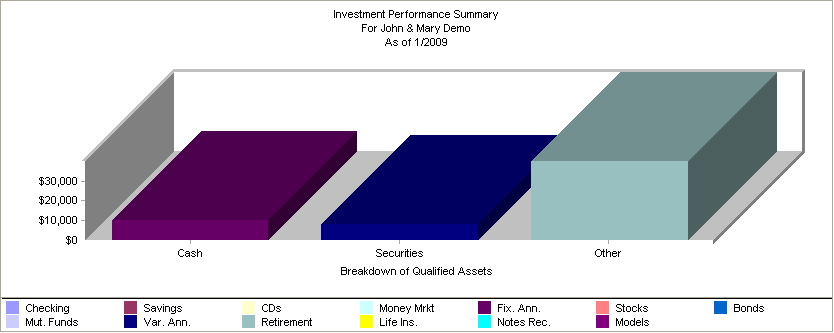 Investment Performance Summary
For John & Mary Demo
As of 1/2009
$30,000
$20,000
$10,000
$0
Cash Securities Other
Breakdown of Qualified Assets
Checking Savings CDs Money Mrkt Fix. Ann. Stocks Bonds
Mut. Funds Var. Ann. Retirement Life Ins. Notes Rec. Models